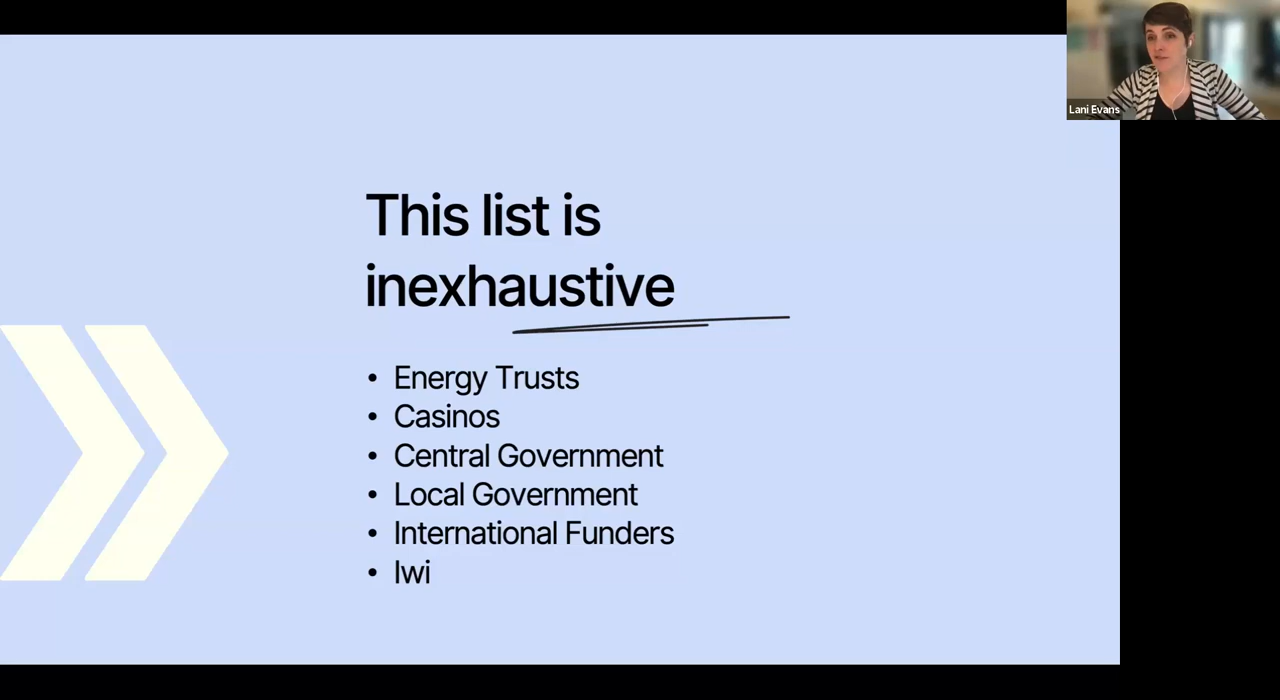 Lani Evans
This list is
inexhaustive
• Energy Trusts
• Casinos
• Central Government
• Local Government
• International Funders
• Iwi